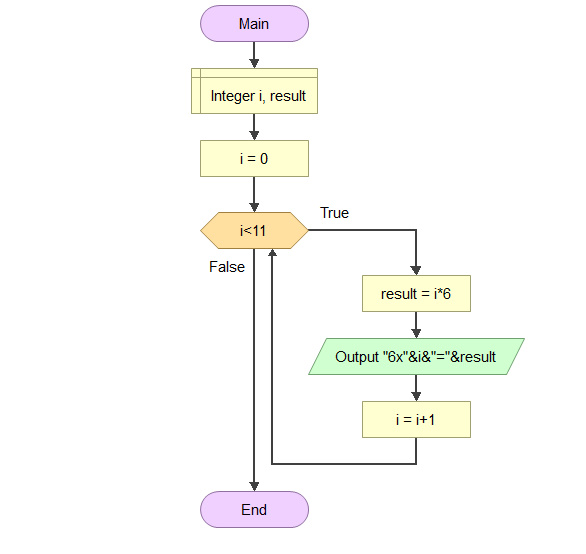 Main
Integer i, result
i = 0
i<11
True
False
result = i*6
Output "6x"&i&"="&result
i = i+1
End